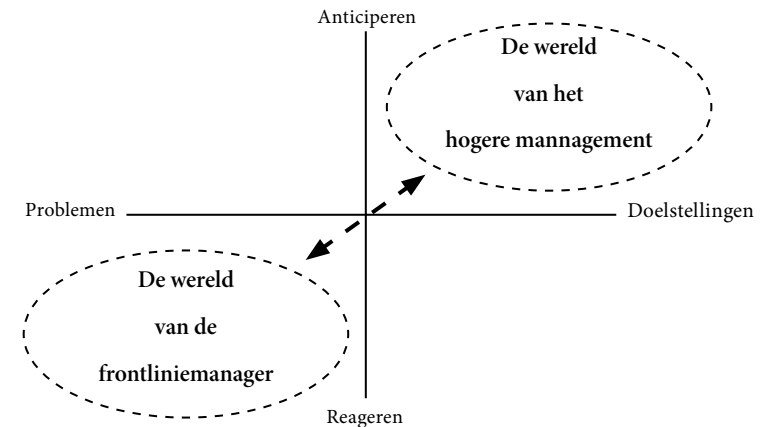 Anticiperen
De wereld
van het
hogere mannagement
Problemen
Doelstellingen
De wereld
van de
frontliniemanager
Reageren